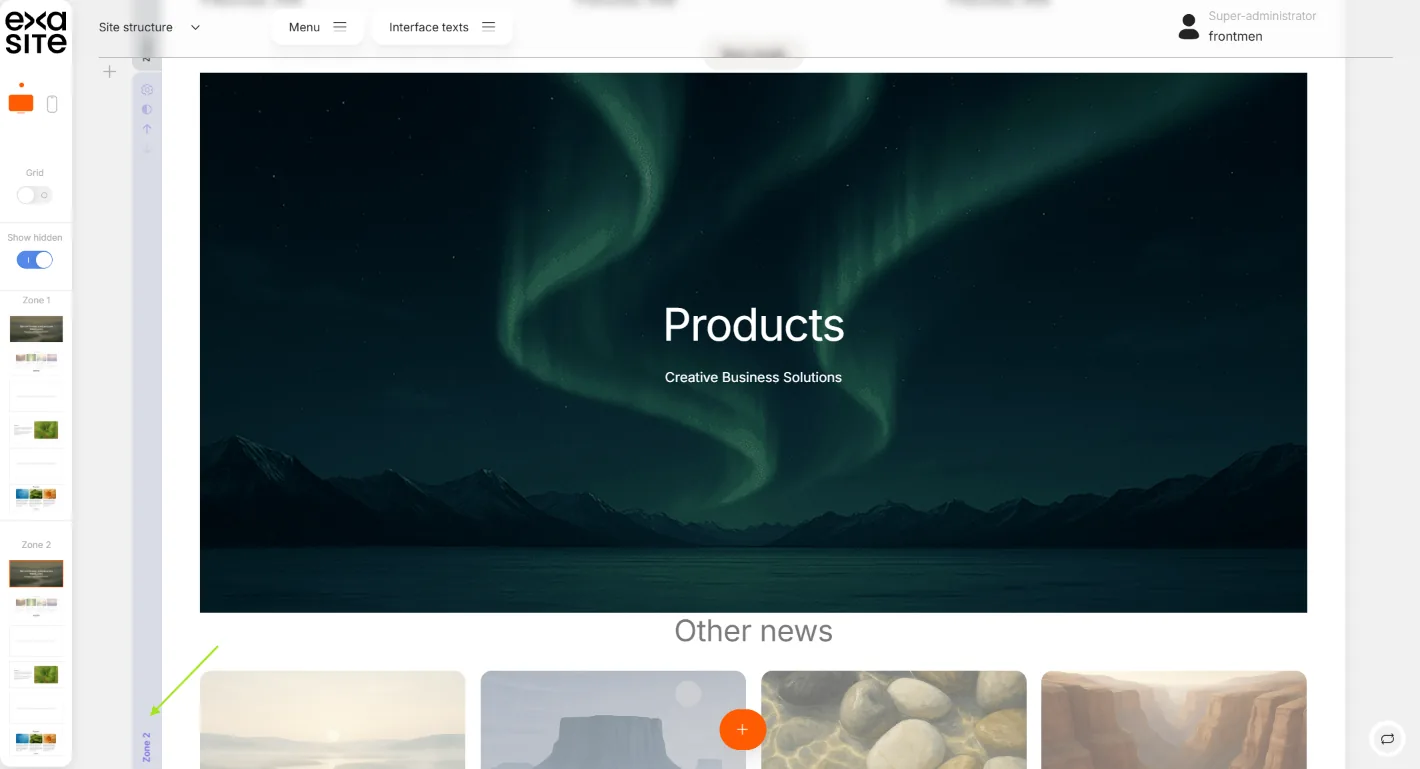 exa
SITE
Site structure
Menu
Interface texts
Super-administrator
frontmen
Grid
Show hidden
Zone 1
Zone 2
Products
Creative Business Solutions
Other news
Zone 2